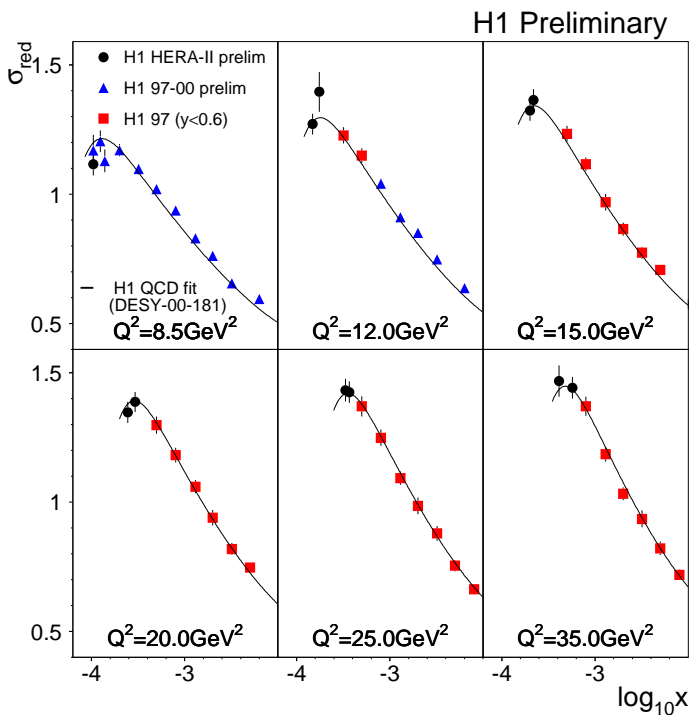 H1 Preliminary
σred
1.5
H1 HERA-II prelim
H1 97-00 prelim
H1 97 (y<0.6)
1
H1 QCD fit
(DESY-00-181)
0.5
Q²=8.5GeV²
Q²=12.0GeV²
Q²=15.0GeV²
1.5
1
0.5
Q²=20.0GeV²
Q²=25.0GeV²
Q²=35.0GeV²
-4 -3 -4 -3 -4 -3
log₁₀x